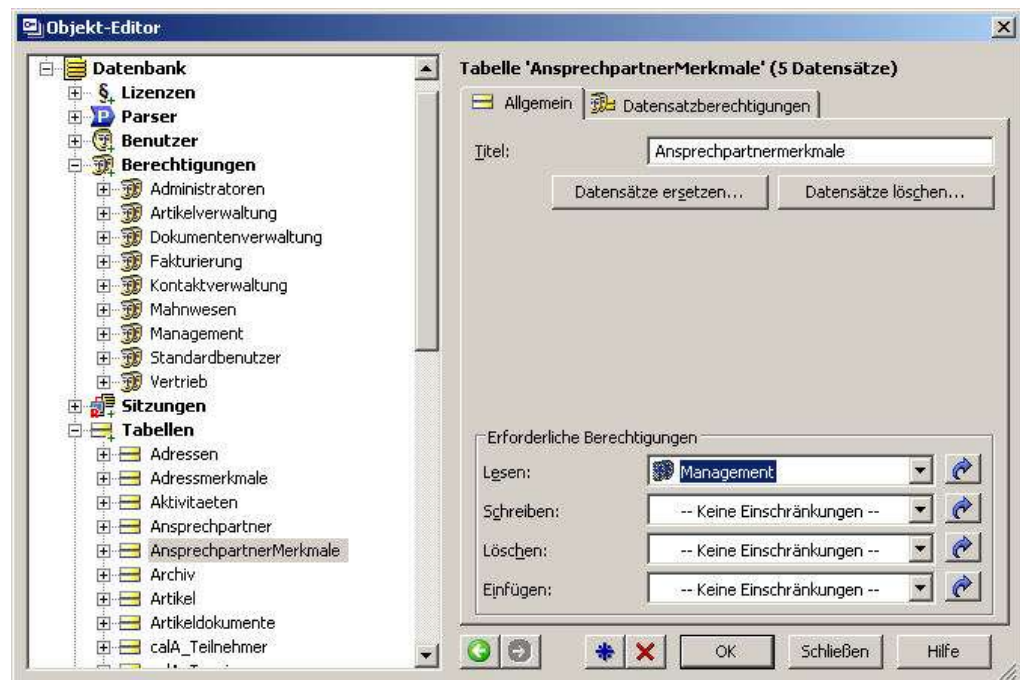 Objekt-Editor
Datenbank
Lizenzen
Parser
Benutzer
Berechtigungen
Administratoren
Artikelverwaltung
Dokumentenverwaltung
Fakturierung
Kontaktverwaltung
Mahnwesen
Management
Standardbenutzer
Vertrieb
Sitzungen
Tabellen
Adressen
Adressmerkmale
Aktivitaeten
Ansprechpartner
AnsprechpartnerMerkmale
Archiv
Artikel
Artikeldokumente
calA_Teilnehmer
Tabelle 'AnsprechpartnerMerkmale' (5 Datensätze)
Allgemein Datensatzberechtigungen
Titel: Ansprechpartnermerkmale
Datensätze ersetzen... Datensätze löschen...
Erforderliche Berechtigungen
Lesen: Management
Schreiben: -- Keine Einschränkungen --
Löschen: -- Keine Einschränkungen --
Einfügen: -- Keine Einschränkungen --
OK Schließen Hilfe